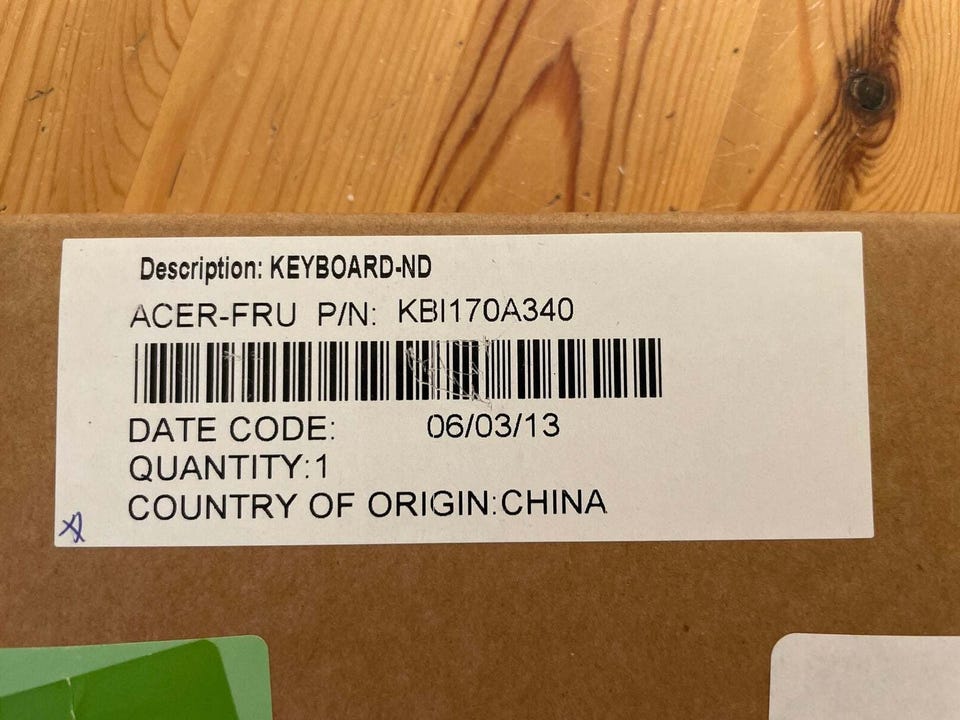 Description: KEYBOARD-ND
ACER-FRU P/N: KBI170A340
DATE CODE: 06/03/13
QUANTITY:1
COUNTRY OF ORIGIN:CHINA